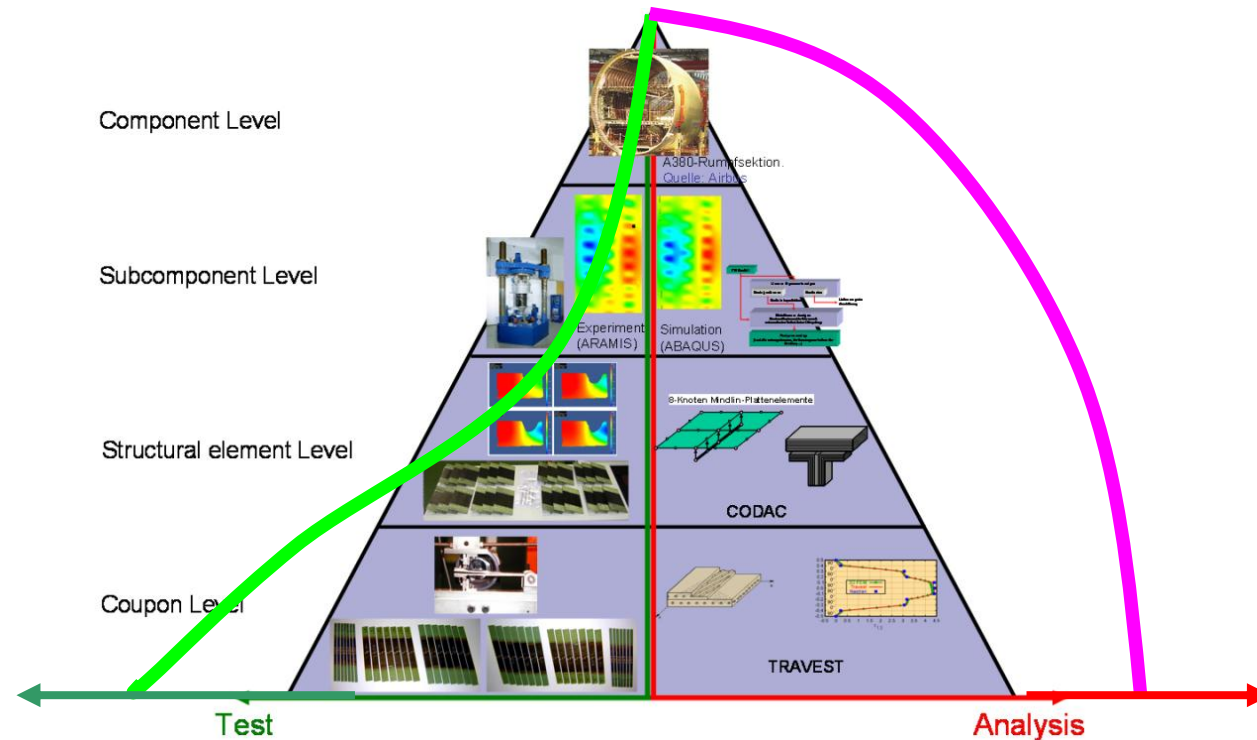 Component Level
A380-Rumpfsektion.
Quelle: Airbus
Subcomponent Level
Experiment
(ARAMIS)
Simulation
(ABAQUS)
Structural element Level
8-Knoten Mindlin-Plattenelemente
CODAC
Coupon Level
TRAVEST
Test
Analysis